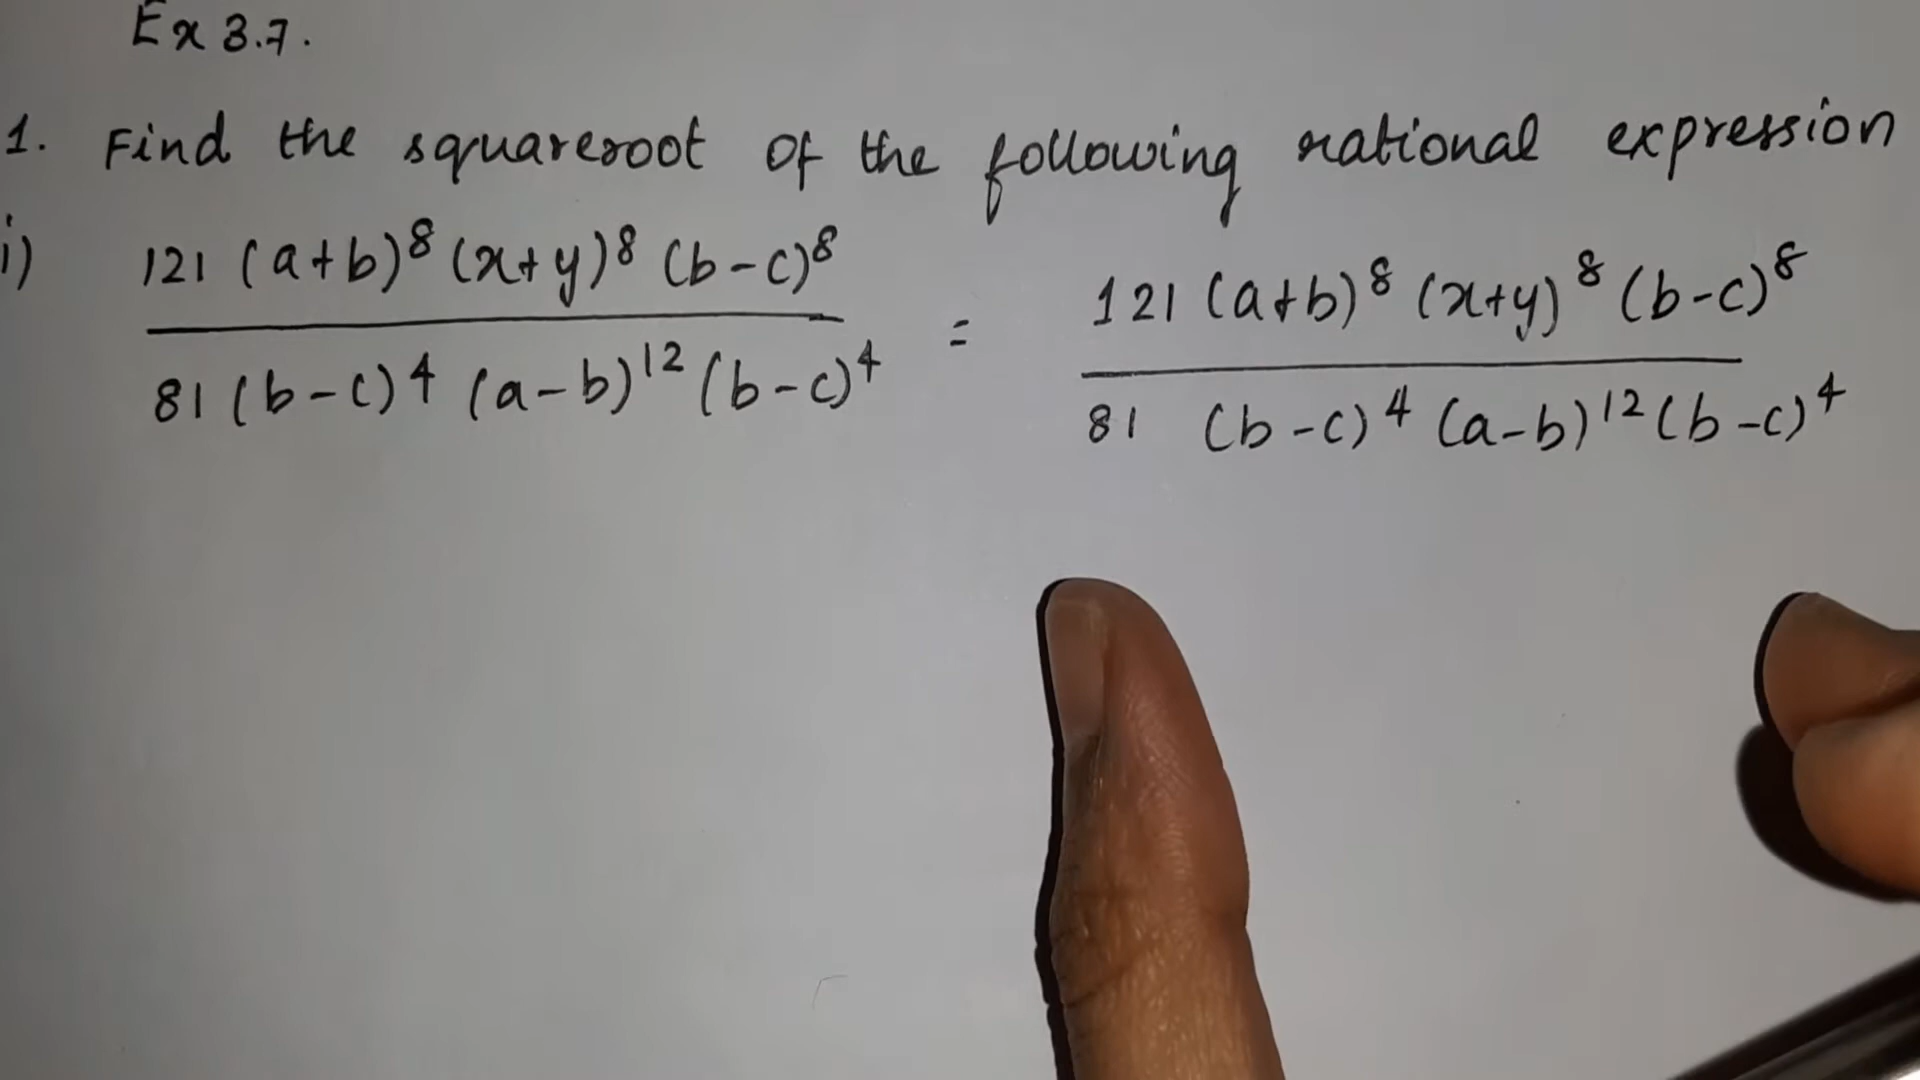 Ex 3.7.
1. Find the squareroot of the following rational expression
i) 121 (a+b)⁸ (x+y)⁸ (b-c)⁸ = 121 (a+b)⁸ (x+y)⁸ (b-c)⁸
81 (b-c)⁴ (a-b)¹² (b-c)⁴ 81 (b-c)⁴ (a-b)¹² (b-c)⁴